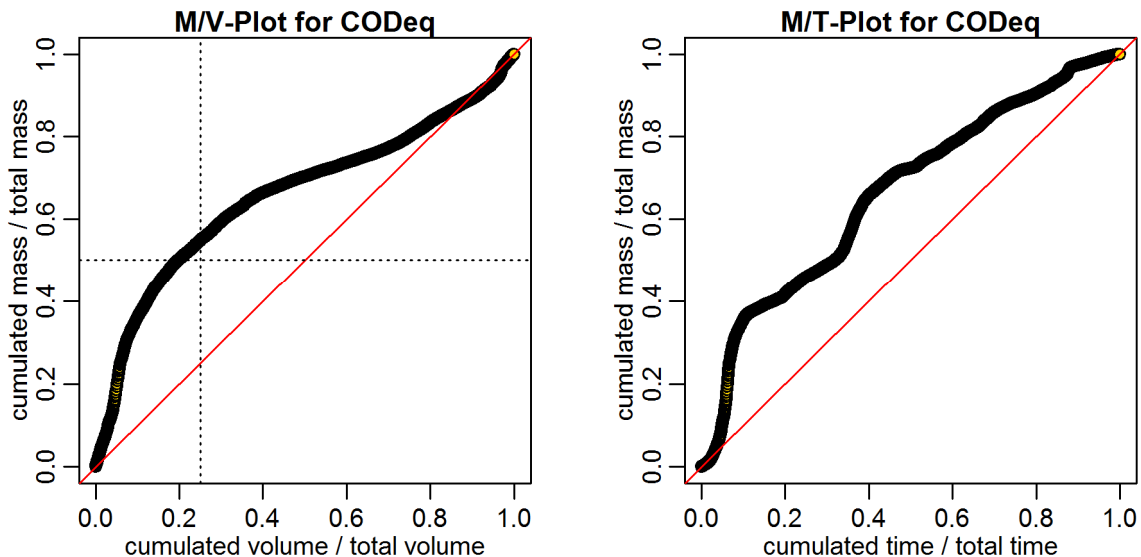 M/V-Plot for CODeq
cumulated mass / total mass
1.0
0.8
0.6
0.4
0.2
0.0
0.0 0.2 0.4 0.6 0.8 1.0
cumulated volume / total volume
M/T-Plot for CODeq
cumulated mass / total mass
1.0
0.8
0.6
0.4
0.2
0.0
0.0 0.2 0.4 0.6 0.8 1.0
cumulated time / total time